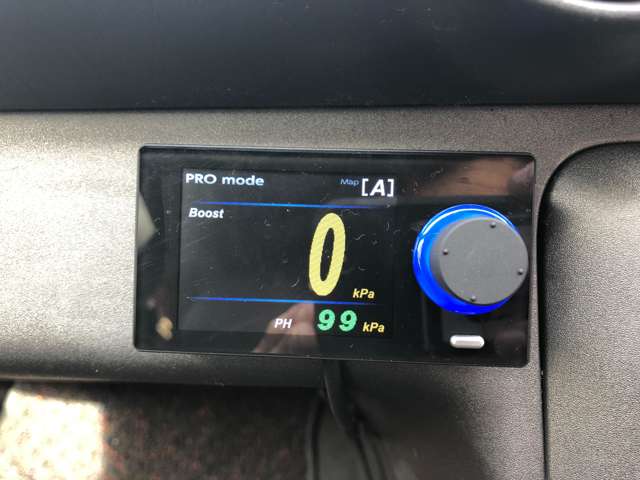 PRO mode Map [A]
Boost
0 kPa
PH 99 kPa